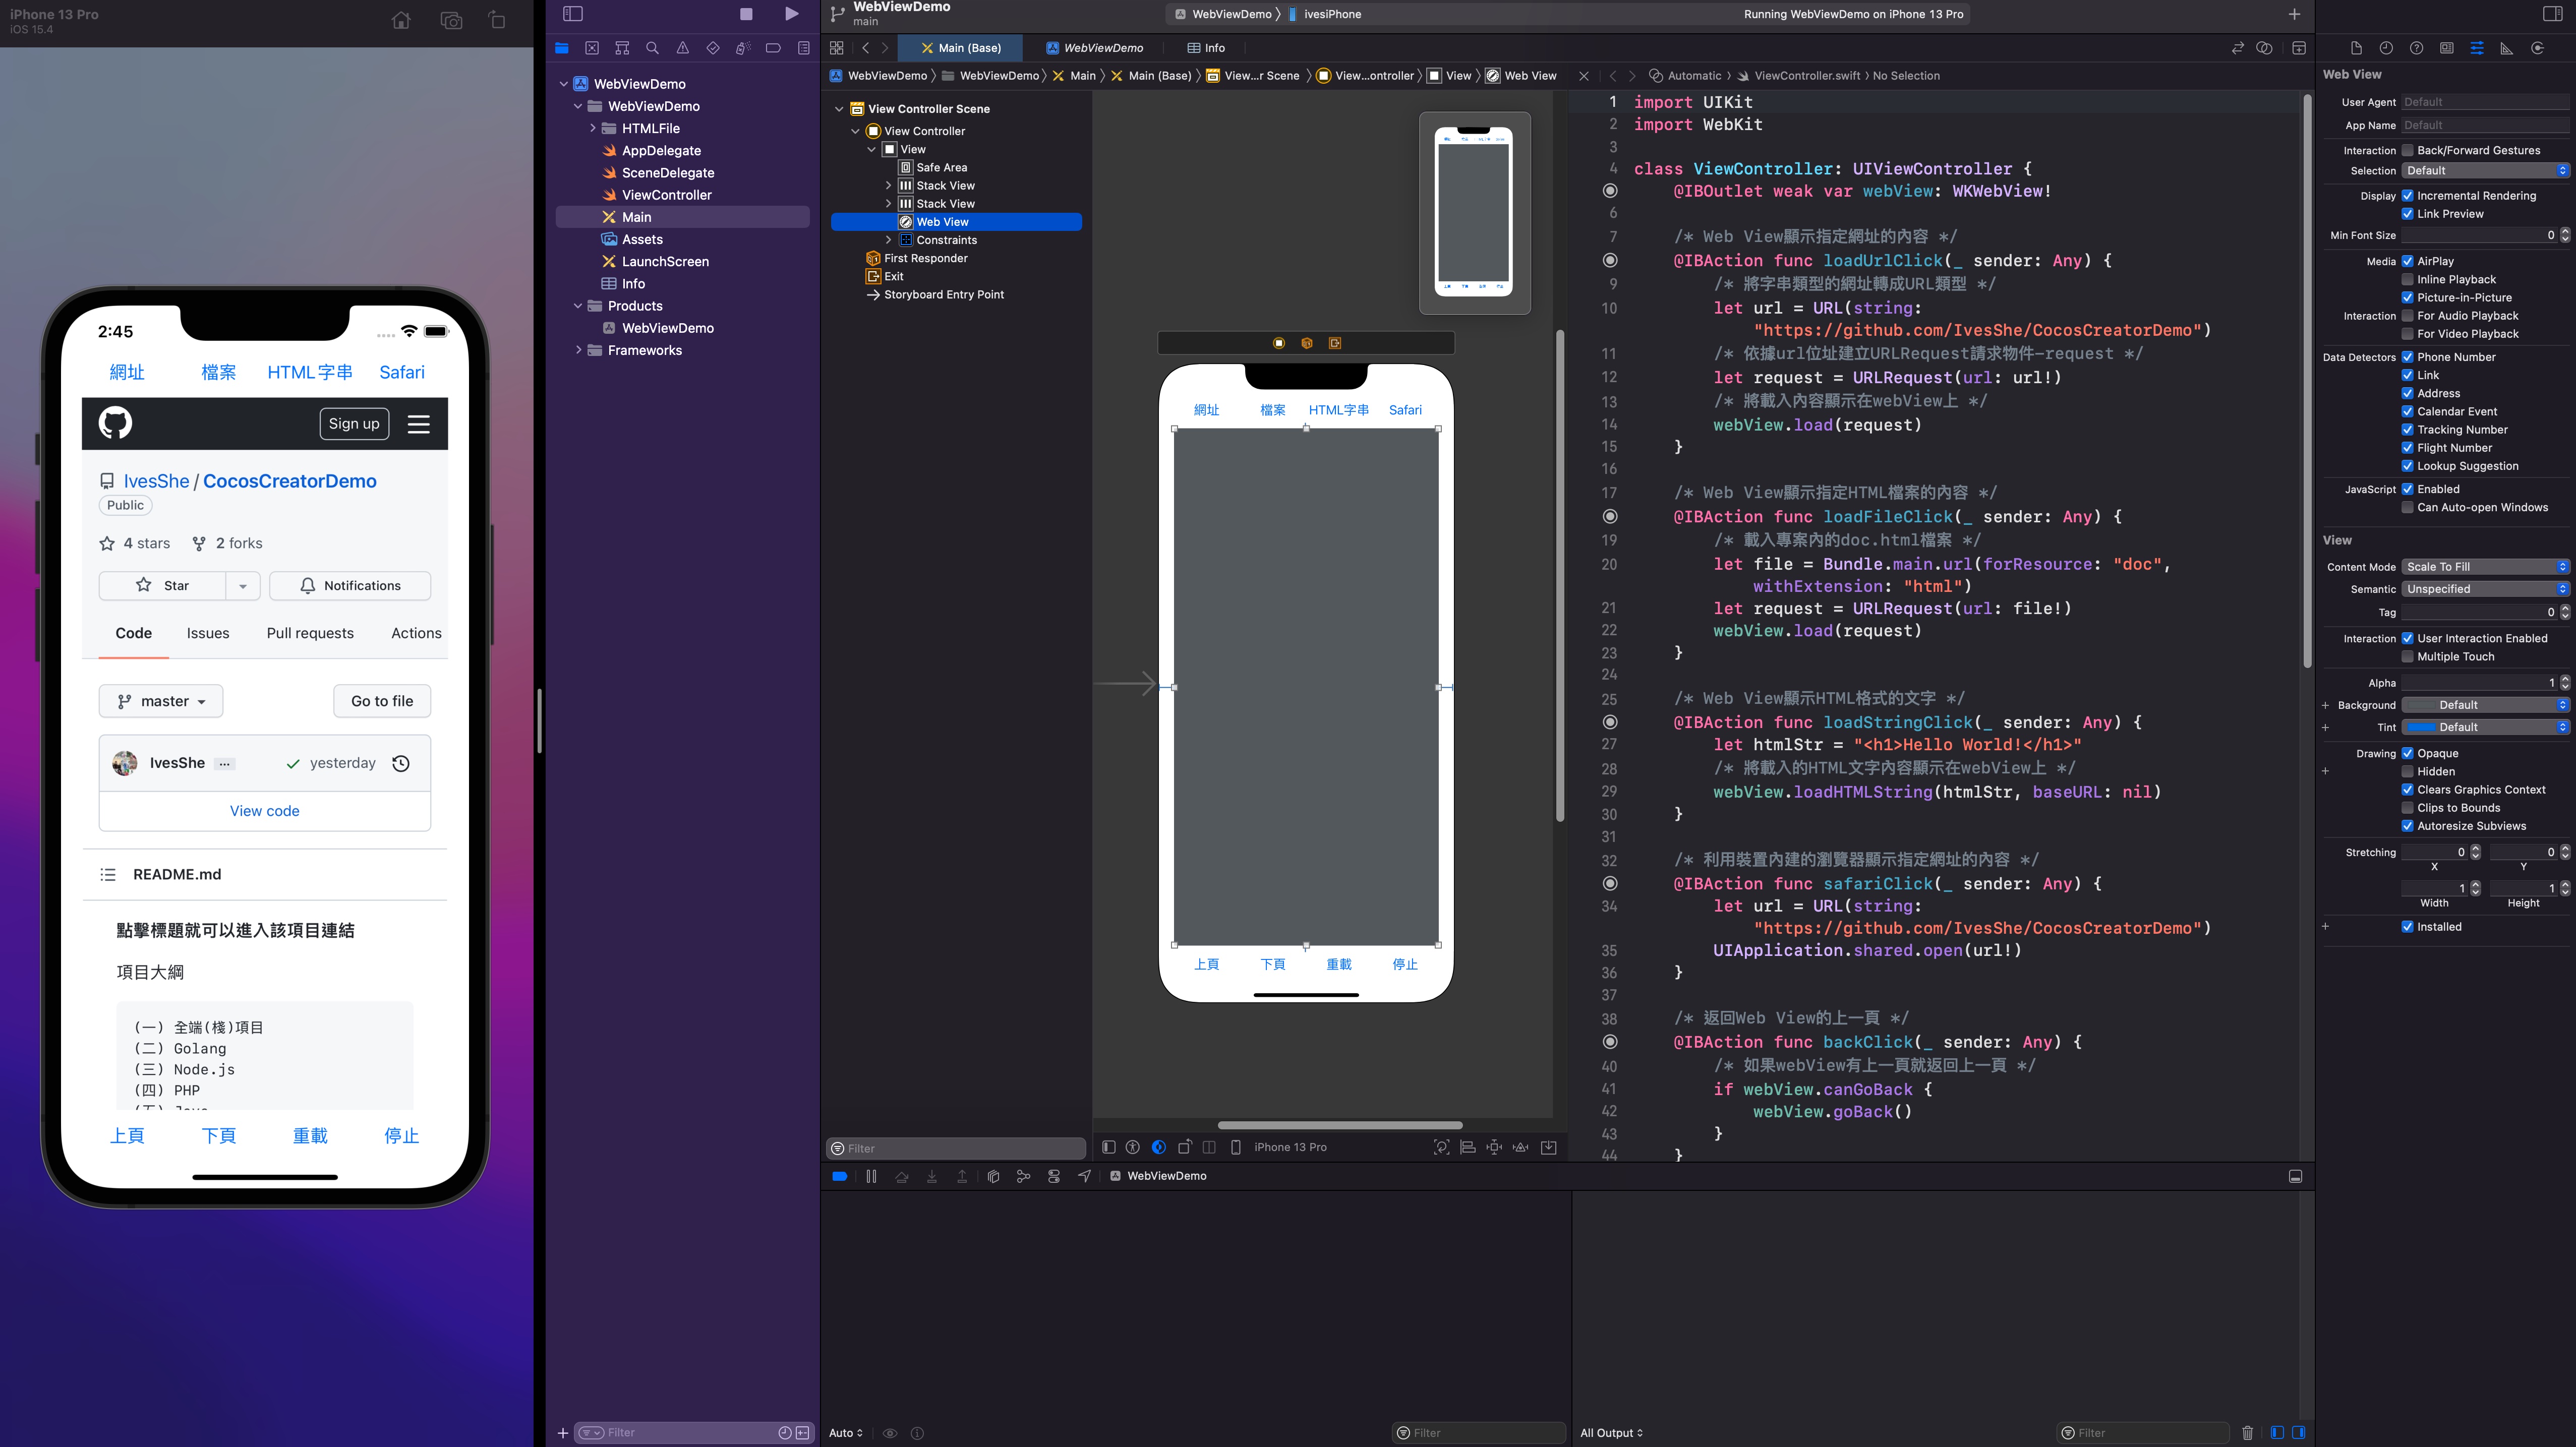 iPhone 13 Pro
iOS 15.4
2:45
網址 檔案 HTML 字串 Safari
Sign up
IvesShe / CocosCreatorDemo
Public
4 stars 2 forks
Star Notifications
Code Issues Pull requests Actions
master Go to file
IvesShe ... yesterday
View code
README.md
點擊標題就可以進入該項目連結
項目大綱
(一) 全端(棧)項目
(二) Golang
(三) Node.js
(四) PHP
上頁 下頁 重載 停止
WebViewDemo
WebViewDemo
HTMLFile
AppDelegate
SceneDelegate
ViewController
Main
Assets
LaunchScreen
Info
Products
WebViewDemo
Frameworks
Filter
WebViewDemo
main
WebViewDemo ivesiPhone
Running WebViewDemo on iPhone 13 Pro
Main (Base) WebViewDemo Info
WebViewDemo WebViewDemo Main Main (Base) View...r Scene View...ontroller View Web View
View Controller Scene
View Controller
View
Safe Area
Stack View
Stack View
Web View
Constraints
First Responder
Exit
Storyboard Entry Point
Filter
網址 檔案 HTML字串 Safari
上頁 下頁 重載 停止
iPhone 13 Pro
Automatic ViewController.swift No Selection
1 import UIKit
2 import WebKit
3
4 class ViewController: UIViewController {
@IBOutlet weak var webView: WKWebView!
6
7 /* Web View顯示指定網址的內容 */
@IBAction func loadUrlClick(_ sender: Any) {
9 /* 將字串類型的網址轉成URL類型 */
10 let url = URL(string:
"https://github.com/IvesShe/CocosCreatorDemo")
11 /* 依據url位址建立URLRequest請求物件-request */
12 let request = URLRequest(url: url!)
13 /* 將載入內容顯示在webView上 */
14 webView.load(request)
15 }
16
17 /* Web View顯示指定HTML檔案的內容 */
@IBAction func loadFileClick(_ sender: Any) {
19 /* 載入專案內的doc.html檔案 */
20 let file = Bundle.main.url(forResource: "doc",
withExtension: "html")
21 let request = URLRequest(url: file!)
22 webView.load(request)
23 }
24
25 /* Web View顯示HTML格式的文字 */
@IBAction func loadStringClick(_ sender: Any) {
27 let htmlStr = "<h1>Hello World!</h1>"
28 /* 將載入的HTML文字內容顯示在webView上 */
29 webView.loadHTMLString(htmlStr, baseURL: nil)
30 }
31
32 /* 利用裝置內建的瀏覽器顯示指定網址的內容 */
@IBAction func safariClick(_ sender: Any) {
34 let url = URL(string:
"https://github.com/IvesShe/CocosCreatorDemo")
35 UIApplication.shared.open(url!)
36 }
37
38 /* 返回Web View的上一頁 */
@IBAction func backClick(_ sender: Any) {
40 /* 如果webView有上一頁就返回上一頁 */
41 if webView.canGoBack {
42 webView.goBack()
43 }
44 }
WebViewDemo
Auto Filter
All Output Filter
Web View
User Agent Default
App Name Default
Interaction Back/Forward Gestures
Selection Default
Display Incremental Rendering
Link Preview
Min Font Size 0
Media AirPlay
Inline Playback
Picture-in-Picture
Interaction For Audio Playback
For Video Playback
Data Detectors Phone Number
Link
Address
Calendar Event
Tracking Number
Flight Number
Lookup Suggestion
JavaScript Enabled
Can Auto-open Windows
View
Content Mode Scale To Fill
Semantic Unspecified
Tag 0
Interaction User Interaction Enabled
Multiple Touch
Alpha 1
Background Default
Tint Default
Drawing Opaque
Hidden
Clears Graphics Context
Clips to Bounds
Autoresize Subviews
Stretching 0 0
X Y
1 1
Width Height
Installed